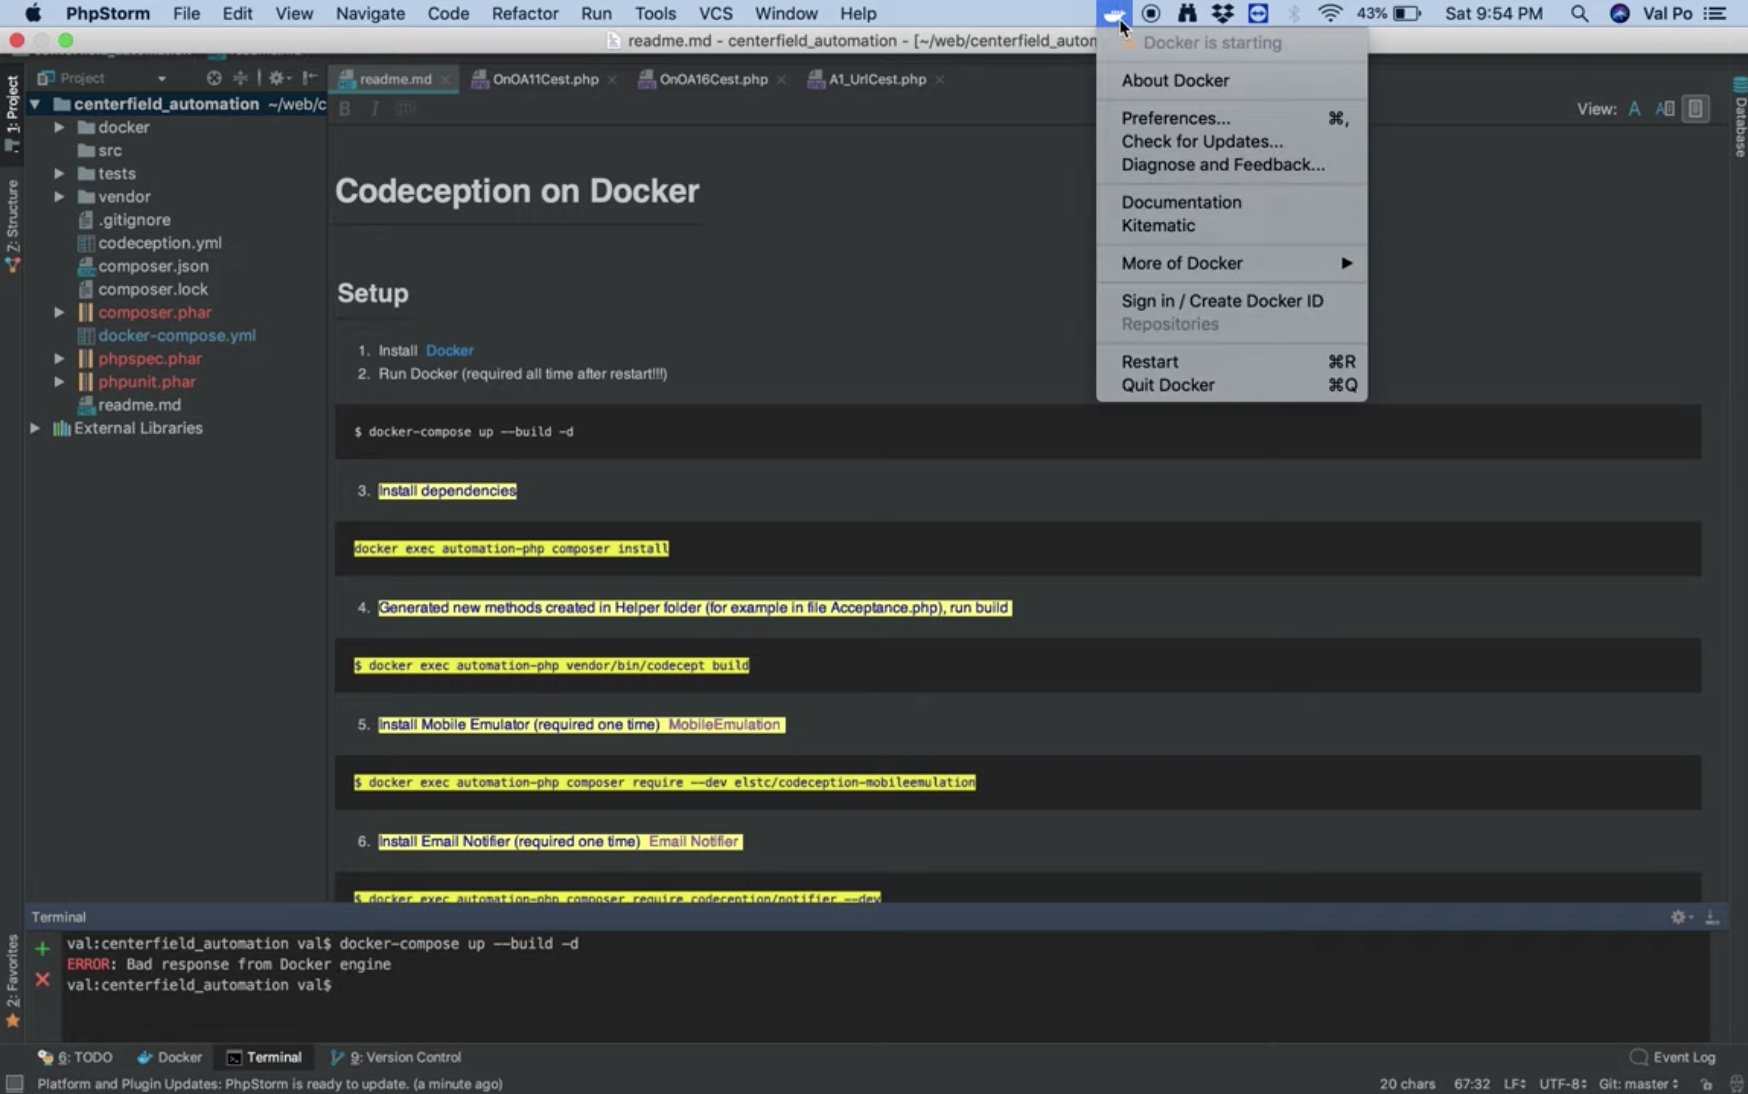 PhpStorm File Edit View Navigate Code Refactor Run Tools VCS Window Help 43% Sat 9:54 PM Val Po
readme.md - centerfield_automation - [~/web/centerfield_autom
Docker is starting
About Docker
Preferences... ⌘,
Check for Updates...
Diagnose and Feedback...
Documentation
Kitematic
More of Docker
Sign in / Create Docker ID
Repositories
Restart ⌘R
Quit Docker ⌘Q
Project
readme.md OnOA11Cest.php OnOA16Cest.php A1_UrlCest.php
B I m
View: A
1: Project
Z: Structure
2: Favorites
Database
centerfield_automation ~/web/c
docker
src
tests
vendor
.gitignore
codeception.yml
composer.json
composer.lock
composer.phar
docker-compose.yml
phpspec.phar
phpunit.phar
readme.md
External Libraries
Codeception on Docker
Setup
1. Install Docker
2. Run Docker (required all time after restart!!!)
$ docker-compose up --build -d
3. Install dependencies
docker exec automation-php composer install
4. Generated new methods created in Helper folder (for example in file Acceptance.php), run build
$ docker exec automation-php vendor/bin/codecept build
5. Install Mobile Emulator (required one time) MobileEmulation
$ docker exec automation-php composer require --dev elstc/codeception-mobileemulation
6. Install Email Notifier (required one time) Email Notifier
$ docker exec automation-php composer require codeception/notifier --dev
Terminal
val:centerfield_automation val$ docker-compose up --build -d
ERROR: Bad response from Docker engine
val:centerfield_automation val$
6: TODO Docker Terminal 9: Version Control Event Log
Platform and Plugin Updates: PhpStorm is ready to update. (a minute ago) 20 chars 67:32 LF UTF-8 Git: master